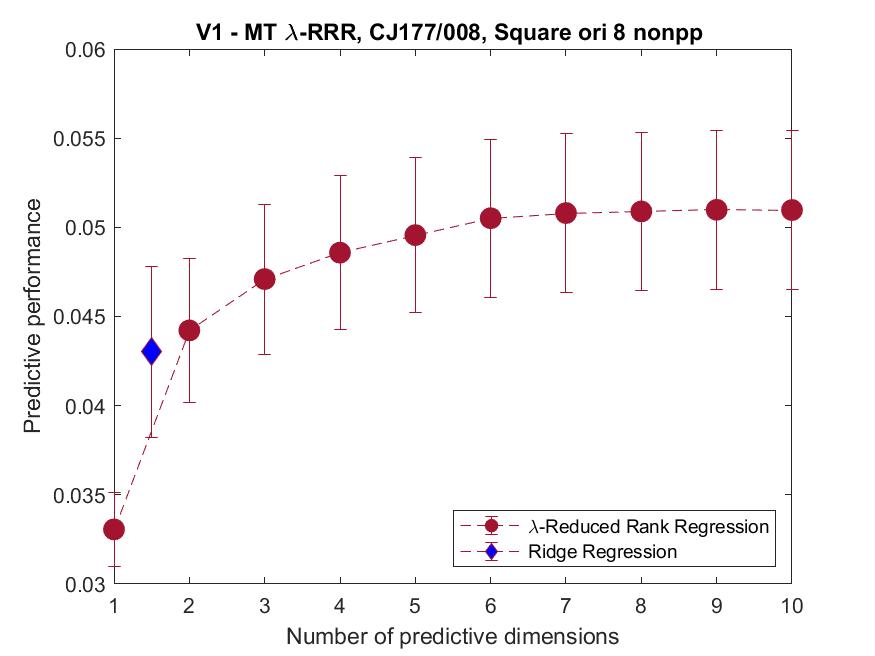 V1 - MT λ-RRR, CJ177/008, Square ori 8 nonpp
0.06
0.055
0.05
0.045
0.04
0.035
0.03
Predictive performance
1 2 3 4 5 6 7 8 9 10
Number of predictive dimensions
λ-Reduced Rank Regression
Ridge Regression